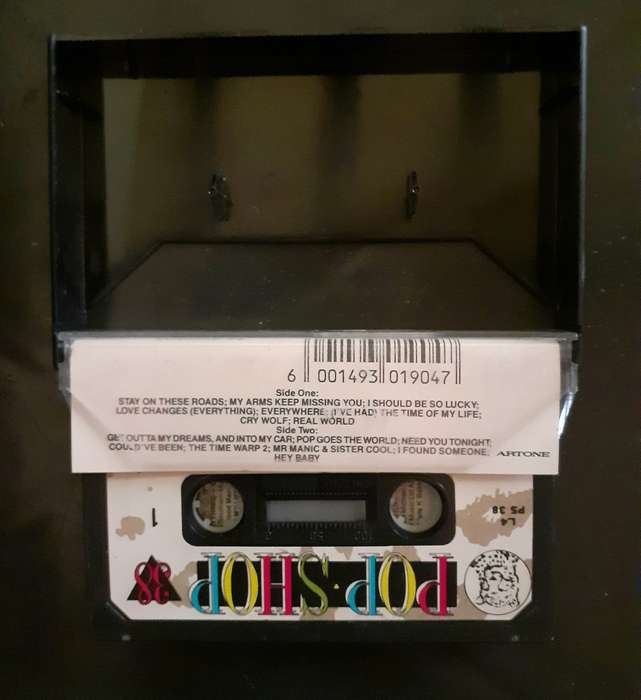 6 001493 019047
Side One:
STAY ON THESE ROADS; MY ARMS KEEP MISSING YOU; I SHOULD BE SO LUCKY;
LOVE CHANGES (EVERYTHING); EVERYWHERE; (I'VE HAD) THE TIME OF MY LIFE;
CRY WOLF; REAL WORLD
Side Two:
GET OUTTA MY DREAMS, AND INTO MY CAR; POP GOES THE WORLD; NEED YOU TONIGHT;
COULD'VE BEEN; THE TIME WARP 2; MR MANIC & SISTER COOL; I FOUND SOMEONE;
HEY BABY
ARTONE
1
L4
PS 38
POP·SHOP
38